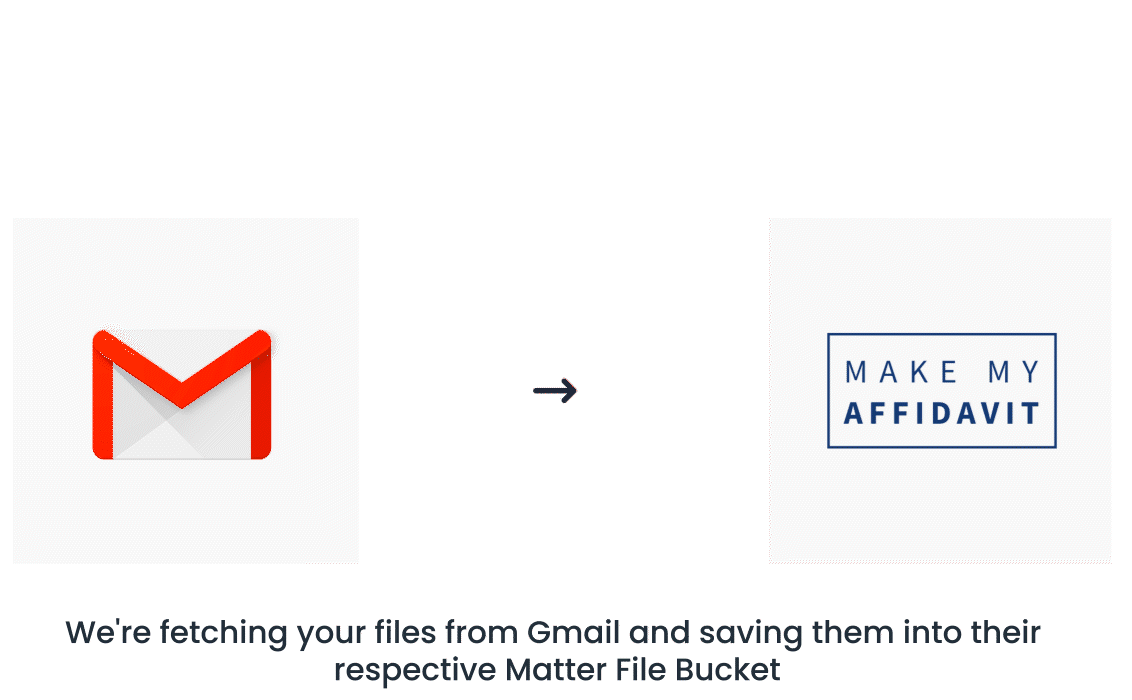 MAKE MY
AFFIDAVIT
We're fetching your files from Gmail and saving them into their
respective Matter File Bucket